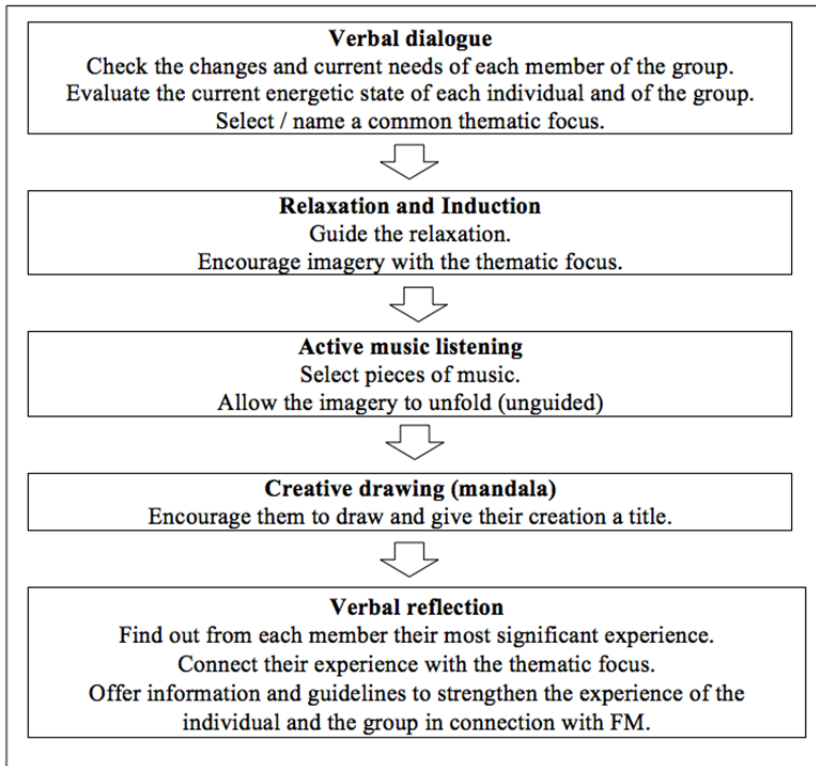 Verbal dialogue
Check the changes and current needs of each member of the group.
Evaluate the current energetic state of each individual and of the group.
Select / name a common thematic focus.
Relaxation and Induction
Guide the relaxation.
Encourage imagery with the thematic focus.
Active music listening
Select pieces of music.
Allow the imagery to unfold (unguided)
Creative drawing (mandala)
Encourage them to draw and give their creation a title.
Verbal reflection
Find out from each member their most significant experience.
Connect their experience with the thematic focus.
Offer information and guidelines to strengthen the experience of the
individual and the group in connection with FM.